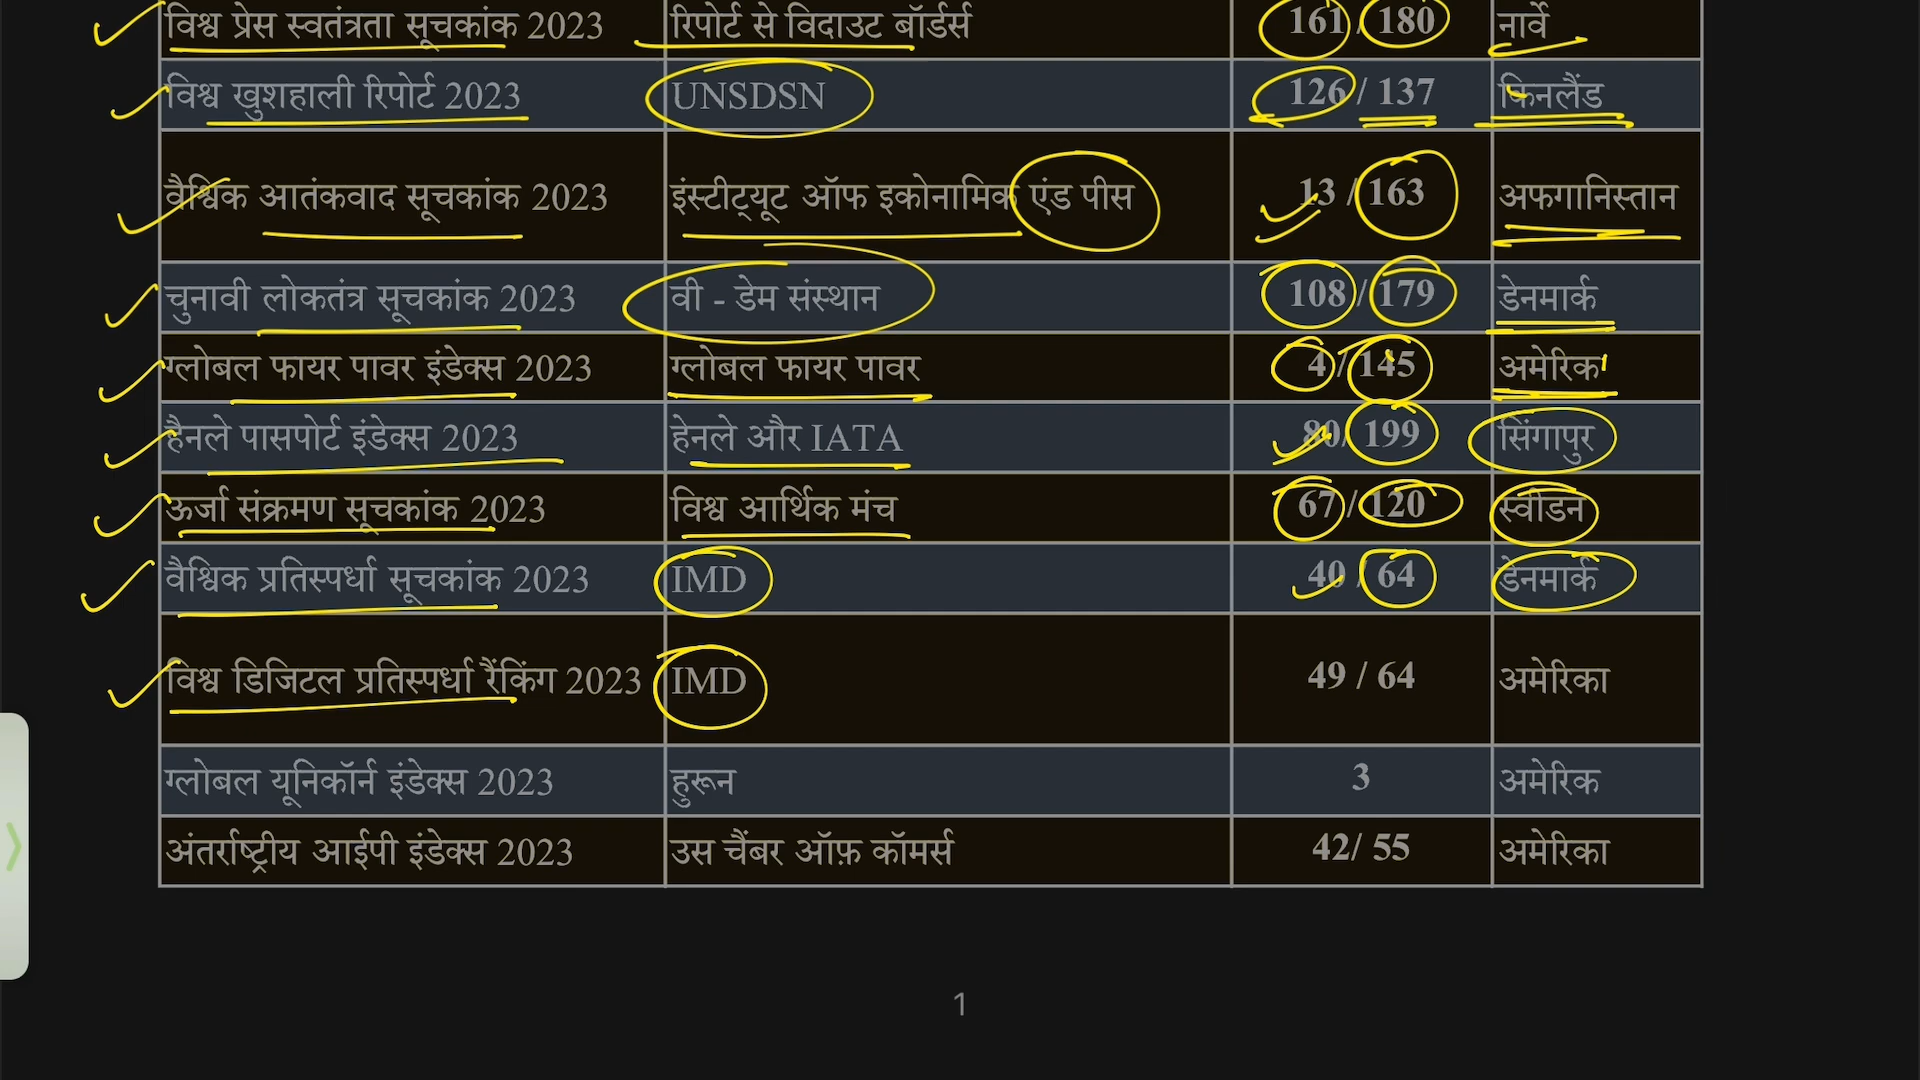 विश्व प्रेस स्वतंत्रता सूचकांक 2023 रिपोर्ट से विदाउट बॉर्डर्स 161 / 180 नार्वे
विश्व खुशहाली रिपोर्ट 2023 UNSDSN 126 / 137 फिनलैंड
वैश्विक आतंकवाद सूचकांक 2023 इंस्टीट्यूट ऑफ इकोनामिक एंड पीस 13 / 163 अफगानिस्तान
चुनावी लोकतंत्र सूचकांक 2023 वी - डेम संस्थान 108 / 179 डेनमार्क
ग्लोबल फायर पावर इंडेक्स 2023 ग्लोबल फायर पावर 4 / 145 अमेरिका
हैनले पासपोर्ट इंडेक्स 2023 हेनले और IATA 80/ 199 सिंगापुर
ऊर्जा संक्रमण सूचकांक 2023 विश्व आर्थिक मंच 67 / 120 स्वीडन
वैश्विक प्रतिस्पर्धा सूचकांक 2023 IMD 40 / 64 डेनमार्क
विश्व डिजिटल प्रतिस्पर्धा रैंकिंग 2023 IMD 49 / 64 अमेरिका
ग्लोबल यूनिकॉर्न इंडेक्स 2023 हुरून 3 अमेरिक
अंतर्राष्ट्रीय आईपी इंडेक्स 2023 उस चैंबर ऑफ़ कॉमर्स 42/ 55 अमेरिका
1